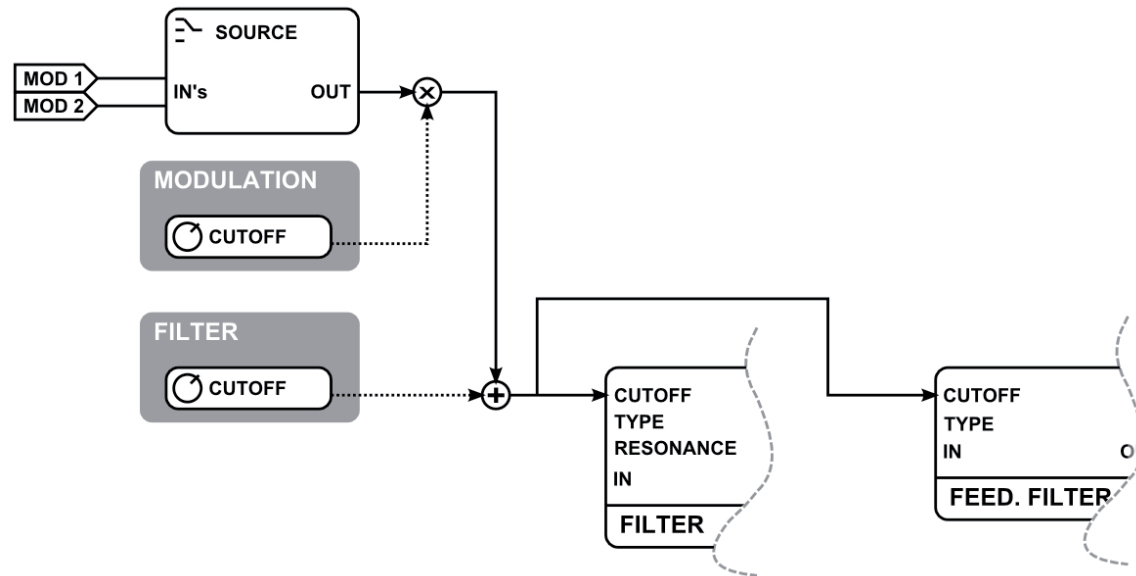 SOURCE
MOD 1
MOD 2
IN's OUT
MODULATION
CUTOFF
FILTER
CUTOFF
CUTOFF
TYPE
RESONANCE
IN
FILTER
CUTOFF
TYPE
IN
FEED. FILTER